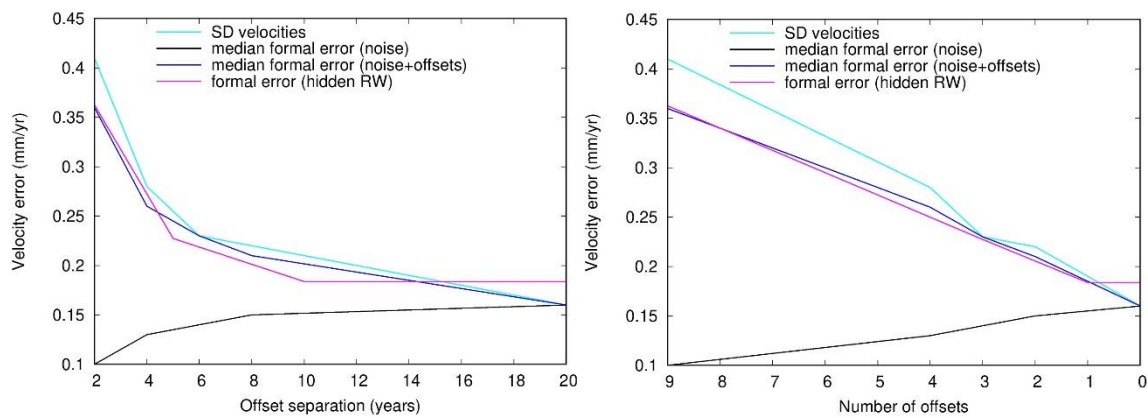 0.45
0.4
0.35
0.3
0.25
0.2
0.15
0.1
Velocity error (mm/yr)
SD velocities
median formal error (noise)
median formal error (noise+offsets)
formal error (hidden RW)
2 4 6 8 10 12 14 16 18 20
Offset separation (years)
0.45
0.4
0.35
0.3
0.25
0.2
0.15
0.1
Velocity error (mm/yr)
SD velocities
median formal error (noise)
median formal error (noise+offsets)
formal error (hidden RW)
9 8 7 6 5 4 3 2 1 0
Number of offsets